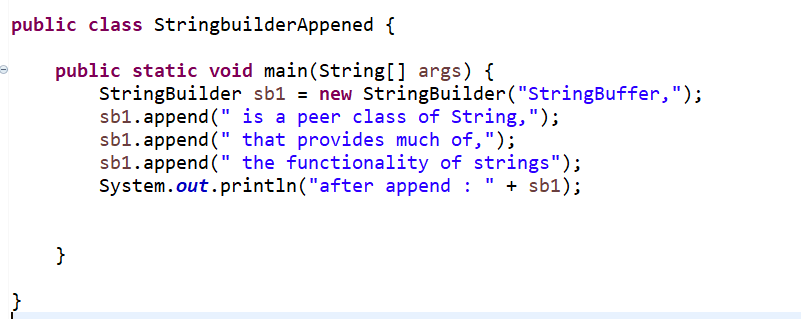 public class StringbuilderAppened {
public static void main(String[] args) {
StringBuilder sb1 = new StringBuilder("StringBuffer,");
sb1.append(" is a peer class of String,");
sb1.append(" that provides much of,");
sb1.append(" the functionality of strings");
System.out.println("after append : " + sb1);
}
}